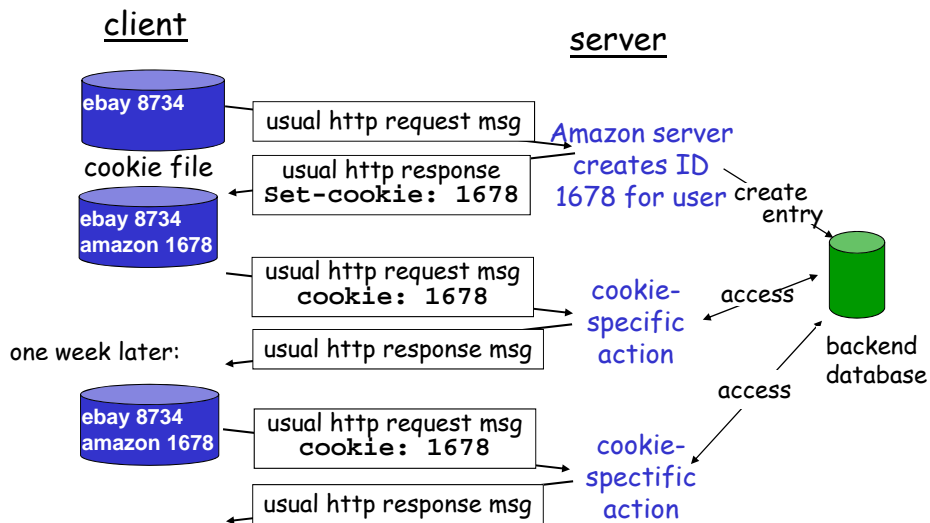 client
server
ebay 8734
usual http request msg
Amazon server
creates ID
1678 for user
cookie file
usual http response
Set-cookie: 1678
create
entry
ebay 8734
amazon 1678
usual http request msg
cookie: 1678
cookie-
specific
action
access
one week later:
usual http response msg
backend
database
access
ebay 8734
amazon 1678
usual http request msg
cookie: 1678
cookie-
spectific
action
usual http response msg